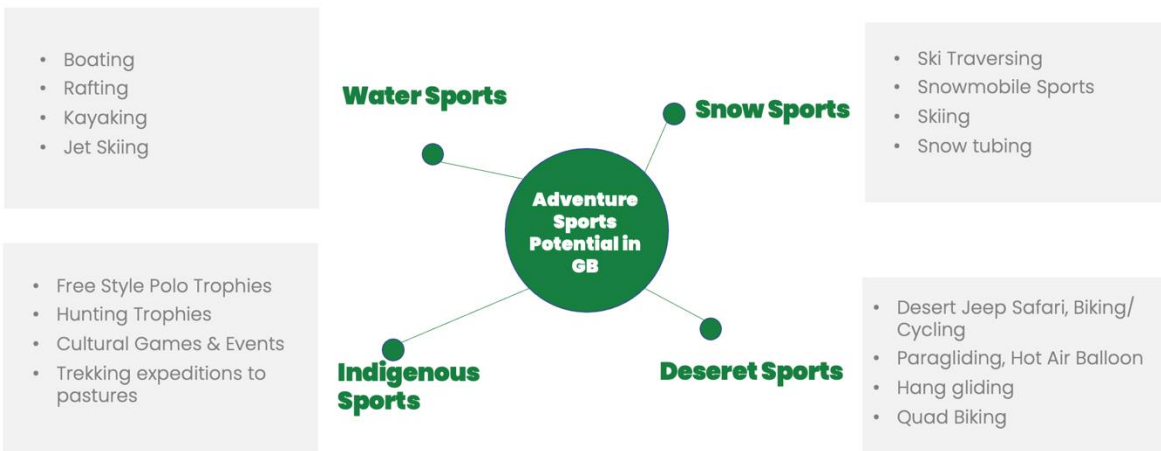 • Boating
• Rafting
• Kayaking
• Jet Skiing
Water Sports
Snow Sports
• Ski Traversing
• Snowmobile Sports
• Skiing
• Snow tubing
Adventure
Sports
Potential in
GB
• Free Style Polo Trophies
• Hunting Trophies
• Cultural Games & Events
• Trekking expeditions to
pastures
Indigenous
Sports
Deseret Sports
• Desert Jeep Safari, Biking/
Cycling
• Paragliding, Hot Air Balloon
• Hang gliding
• Quad Biking